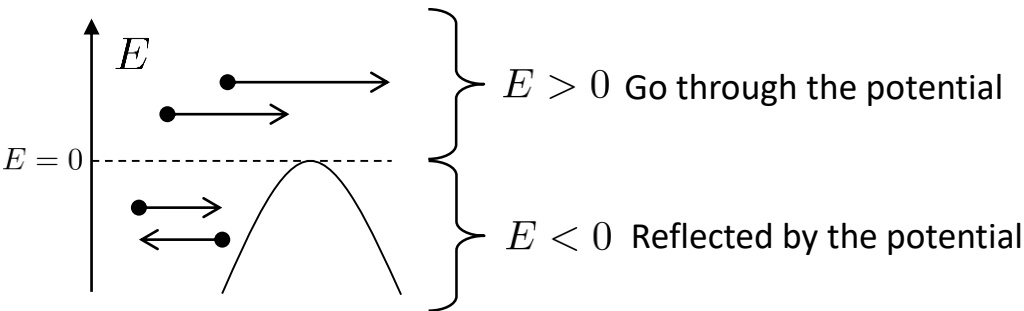 E
E > 0 Go through the potential
E = 0
E < 0 Reflected by the potential